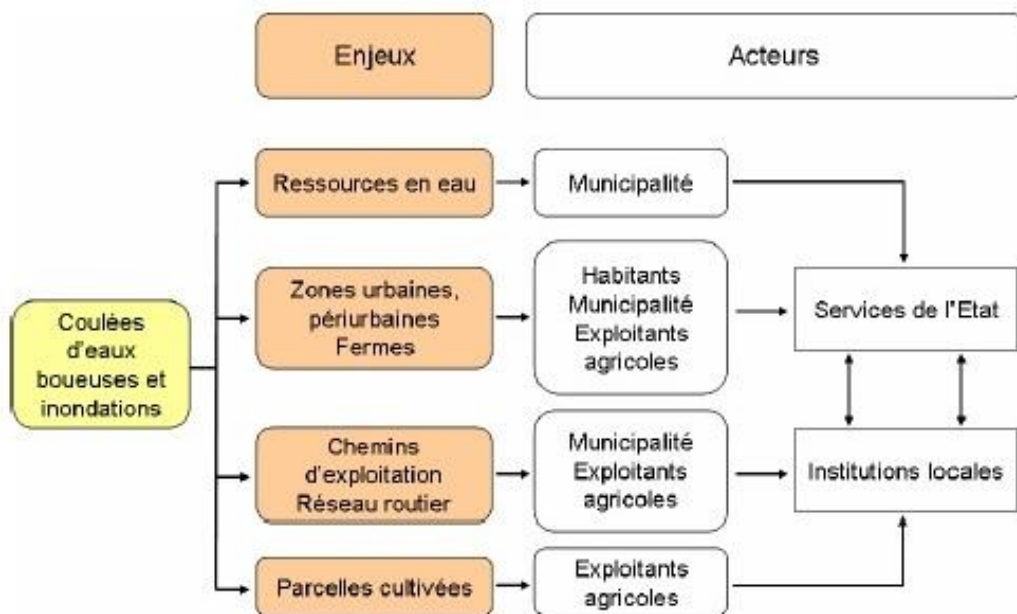 Enjeux
Acteurs
Ressources en eau
Municipalité
Zones urbaines,
périurbaines
Fermes
Habitants
Municipalité
Exploitants
agricoles
Services de l'Etat
Coulées
d'eaux
boueuses et
inondations
Chemins
d'exploitation
Réseau routier
Municipalité
Exploitants
agricoles
Institutions locales
Parcelles cultivées
Exploitants
agricoles